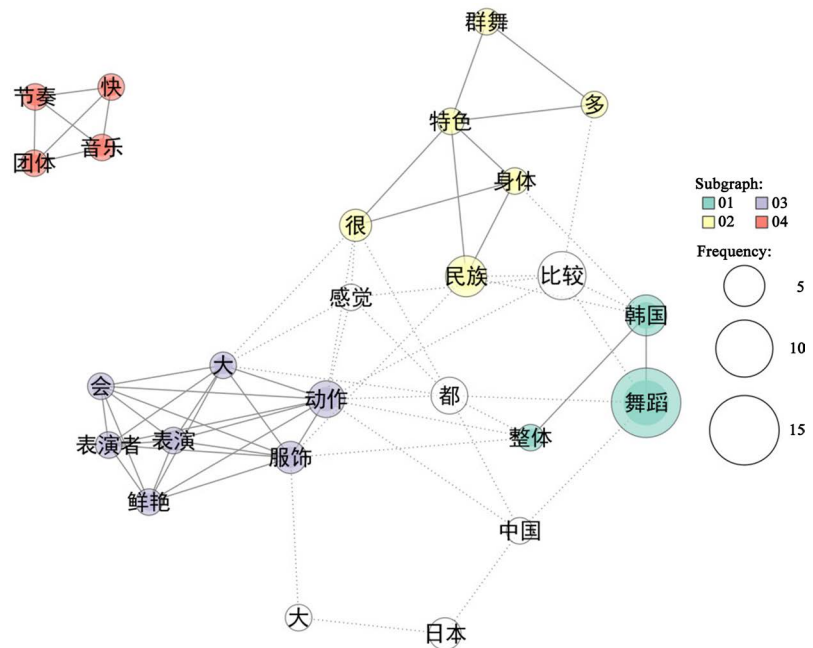 群舞
快
节奏
多
特色
音乐
团体
身体
Subgraph:
01 03
02 04
很
Frequency:
民族
比较
5
感觉
韩国
10
大
会
动作
都
舞蹈
15
表演者
表演
整体
服饰
鲜艳
中国
大
日本